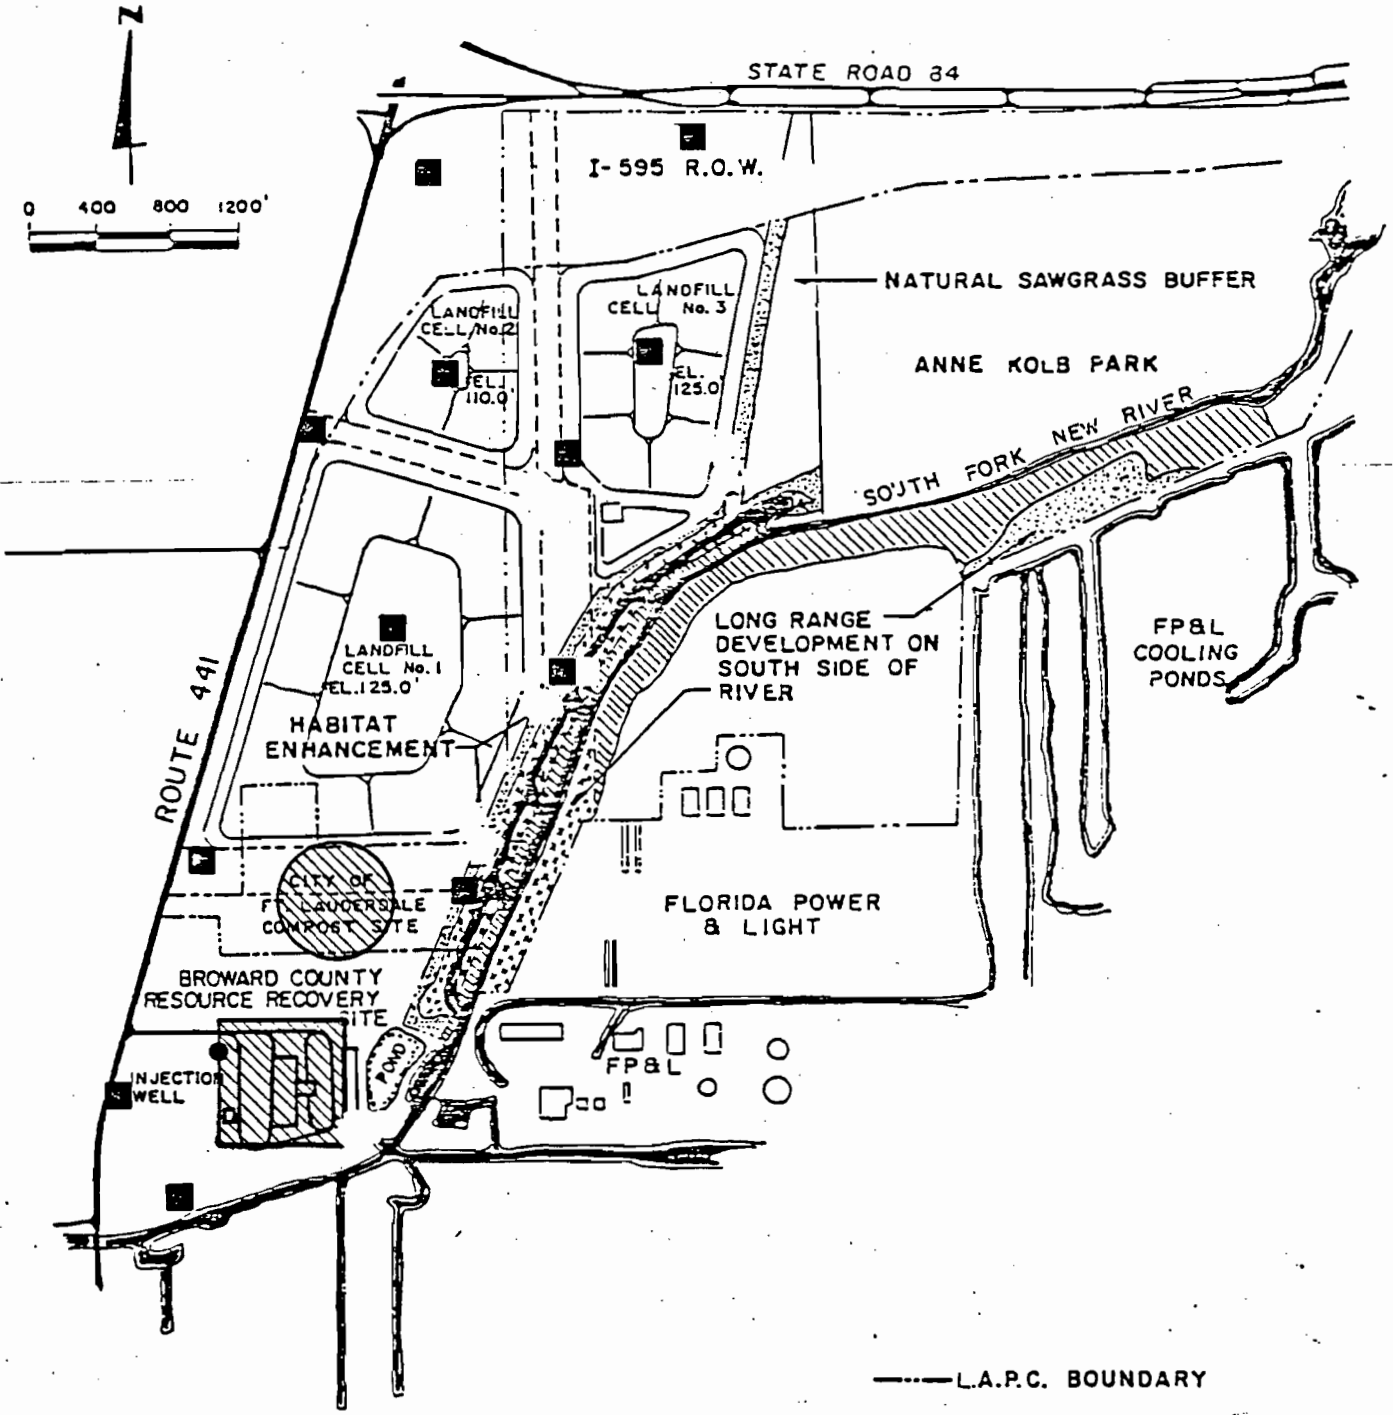 N
STATE ROAD 84
I-595 R.O.W.
0 400 800 1200'
NATURAL SAWGRASS BUFFER
LANDFILL
CELL No. 3
LANDFILL
CELL No. 2
EL.
125.0'
EL.
110.0'
ANNE KOLB PARK
SOUTH FORK NEW RIVER
LONG RANGE
DEVELOPMENT ON
SOUTH SIDE OF
RIVER
FP&L
COOLING
PONDS
LANDFILL
CELL No. 1
EL. 125.0'
ROUTE 441
HABITAT
ENHANCEMENT
CITY OF
FT. LAUDERDALE
COMPOST SITE
FLORIDA POWER
& LIGHT
BROWARD COUNTY
RESOURCE RECOVERY
SITE
POND
FP&L
INJECTION
WELL
L.A.P.C. BOUNDARY